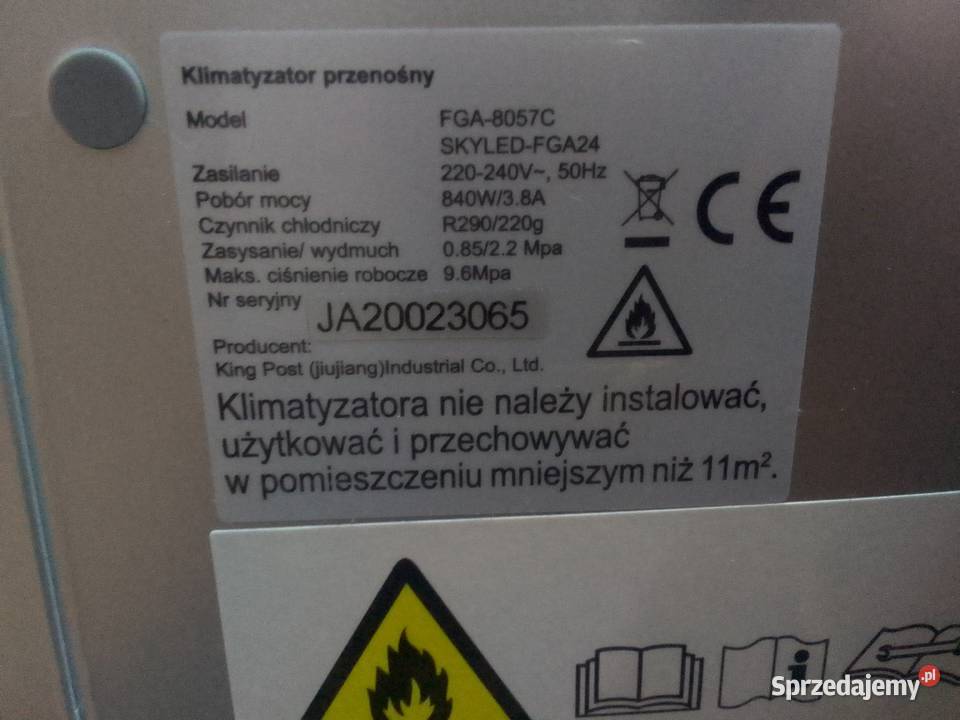 Klimatyzator przenośny
Model FGA-8057C
SKYLED-FGA24
Zasilanie 220-240V~, 50Hz
Pobór mocy 840W/3.8A
Czynnik chłodniczy R290/220g
Zasysanie/ wydmuch 0.85/2.2 Mpa
Maks. ciśnienie robocze 9.6Mpa
Nr seryjny JA20023065
Producent:
King Post (jiujiang)Industrial Co., Ltd.
Klimatyzatora nie należy instalować,
użytkować i przechowywać
w pomieszczeniu mniejszym niż 11m².
CE
i
Sprzedajemy.pl